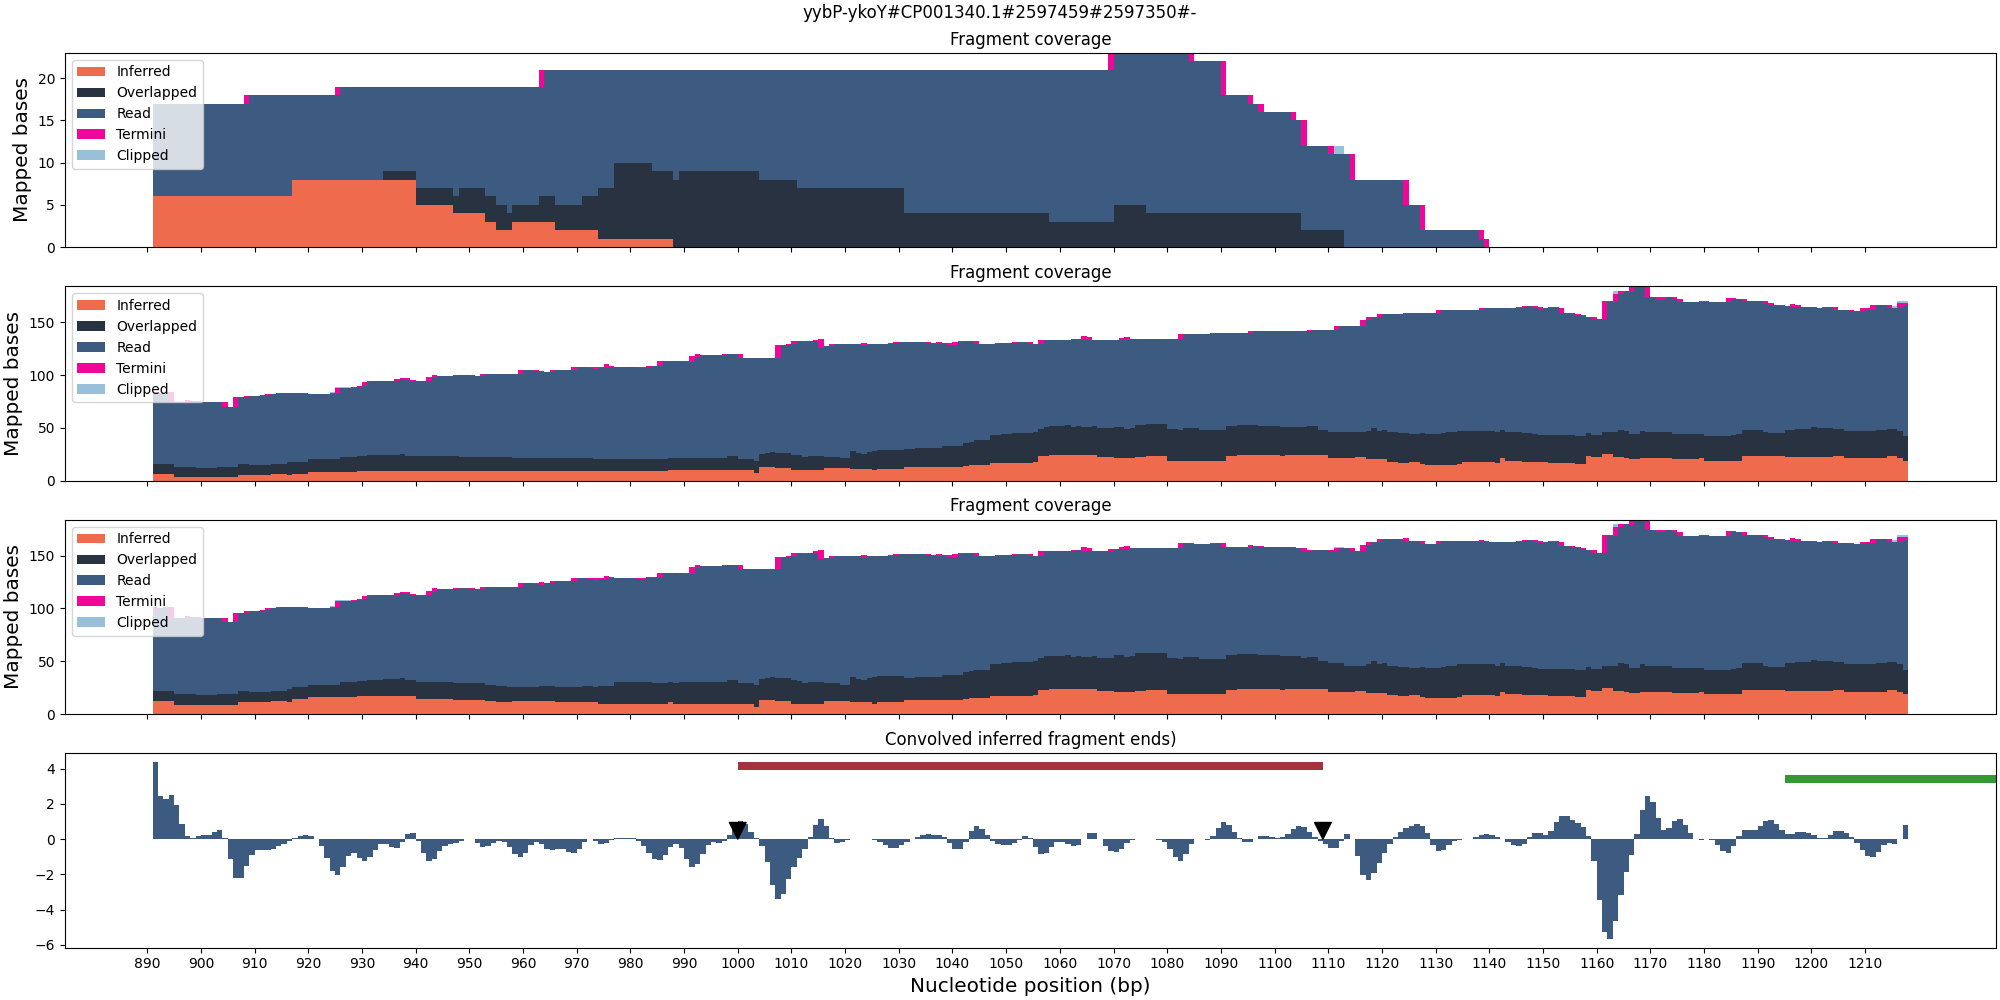 yybP-ykoY#CP001340.1#2597459#2597350#-
Fragment coverage
Mapped bases
20
15
10
5
0
Inferred
Overlapped
Read
Termini
Clipped
Fragment coverage
Mapped bases
150
100
50
0
Inferred
Overlapped
Read
Termini
Clipped
Fragment coverage
Mapped bases
150
100
50
0
Inferred
Overlapped
Read
Termini
Clipped
Convolved inferred fragment ends)
4
2
0
−2
−4
−6
890 900 910 920 930 940 950 960 970 980 990 1000 1010 1020 1030 1040 1050 1060 1070 1080 1090 1100 1110 1120 1130 1140 1150 1160 1170 1180 1190 1200 1210
Nucleotide position (bp)